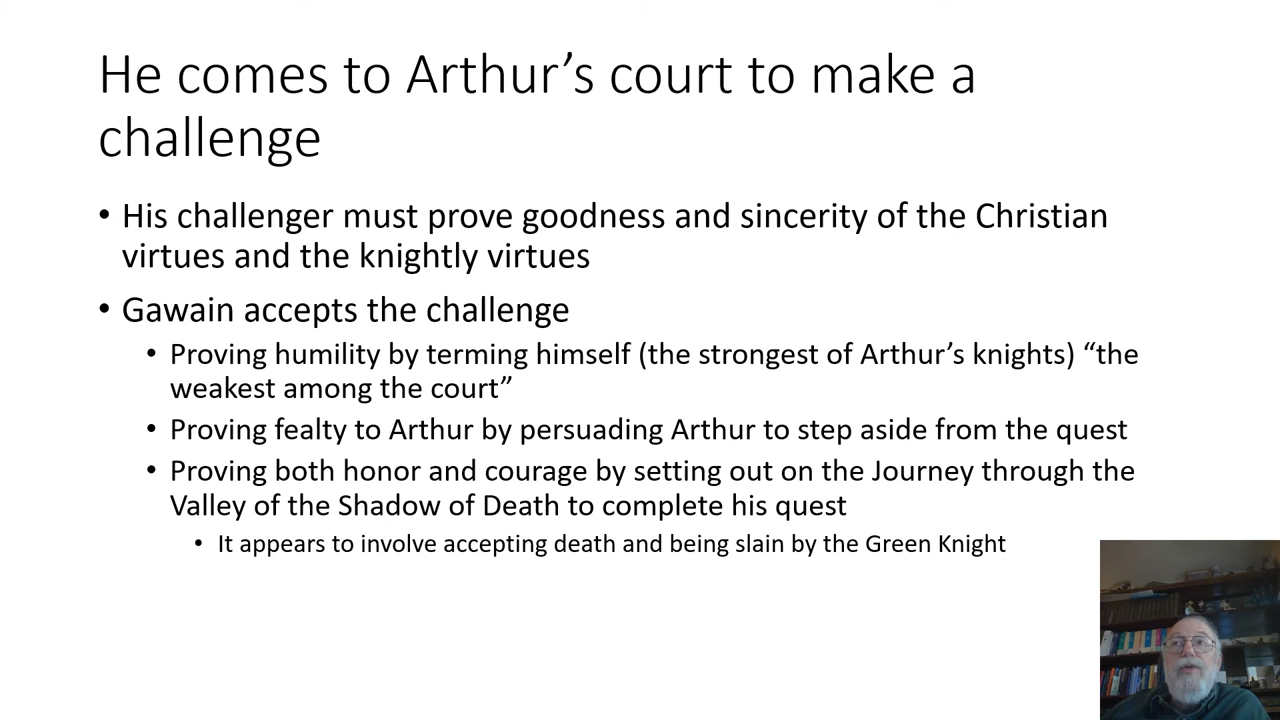 He comes to Arthur’s court to make a
challenge
• His challenger must prove goodness and sincerity of the Christian
virtues and the knightly virtues
• Gawain accepts the challenge
• Proving humility by terming himself (the strongest of Arthur’s knights) “the
weakest among the court”
• Proving fealty to Arthur by persuading Arthur to step aside from the quest
• Proving both honor and courage by setting out on the Journey through the
Valley of the Shadow of Death to complete his quest
• It appears to involve accepting death and being slain by the Green Knight